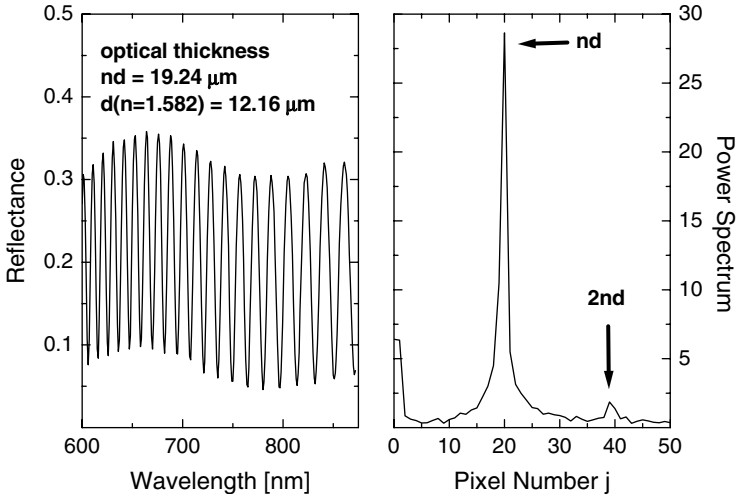 0.5
0.4
0.3
0.2
0.1
Reflectance
optical thickness
nd = 19.24 μm
d(n=1.582) = 12.16 μm
600
700
800
Wavelength [nm]
nd
2nd
30
25
20
15
10
5
Power Spectrum
0
10
20
30
40
50
Pixel Number j